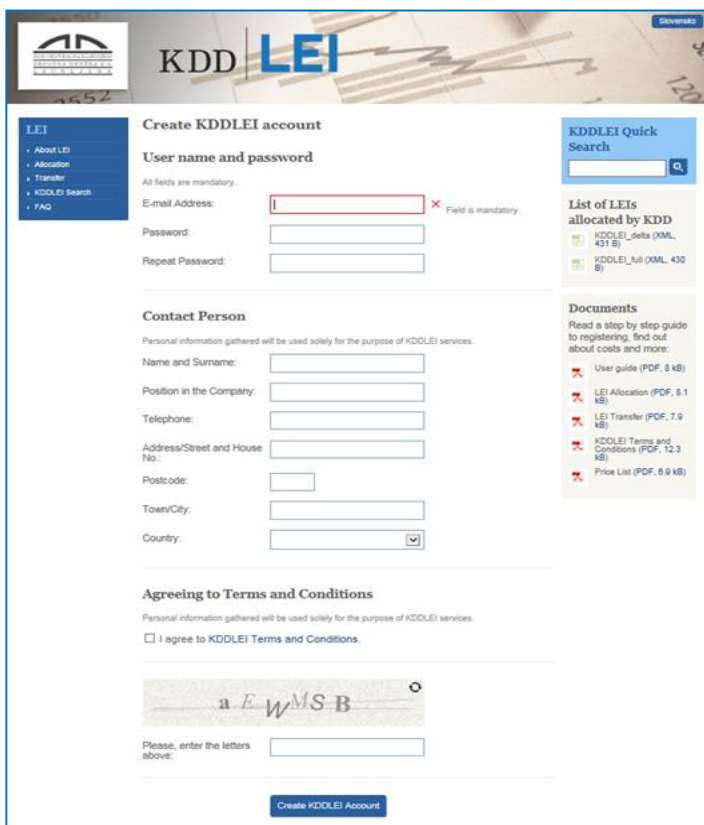 Slovensko
KDD LEI
2552
120
LEI
About LEI
Allocation
Transfer
KDDLEI Search
FAQ
Create KDDLEI account
User name and password
All fields are mandatory.
E-mail Address:
Field is mandatory.
Password:
Repeat Password:
Contact Person
Personal information gathered will be used solely for the purpose of KDDLEI services.
Name and Surname:
Position in the Company:
Telephone:
Address/Street and House
No.:
Postcode:
Town/City:
Country:
Agreeing to Terms and Conditions
Personal information gathered will be used solely for the purpose of KDDLEI services.
I agree to KDDLEI Terms and Conditions.
a E W M S B
Please, enter the letters
above:
Create KDDLEI Account
KDDLEI Quick
Search
List of LEIs
allocated by KDD
KDDLEI_delta (XML,
431 B)
KDDLEI_full (XML, 430
B)
Documents
Read a step by step guide
to registering, find out
about costs and more:
User guide (PDF, 8 kB)
LEI Allocation (PDF, 8.1
kB)
LEI Transfer (PDF, 7.9
kB)
KDDLEI Terms and
Conditions (PDF, 12.3
kB)
Price List (PDF, 6.9 kB)